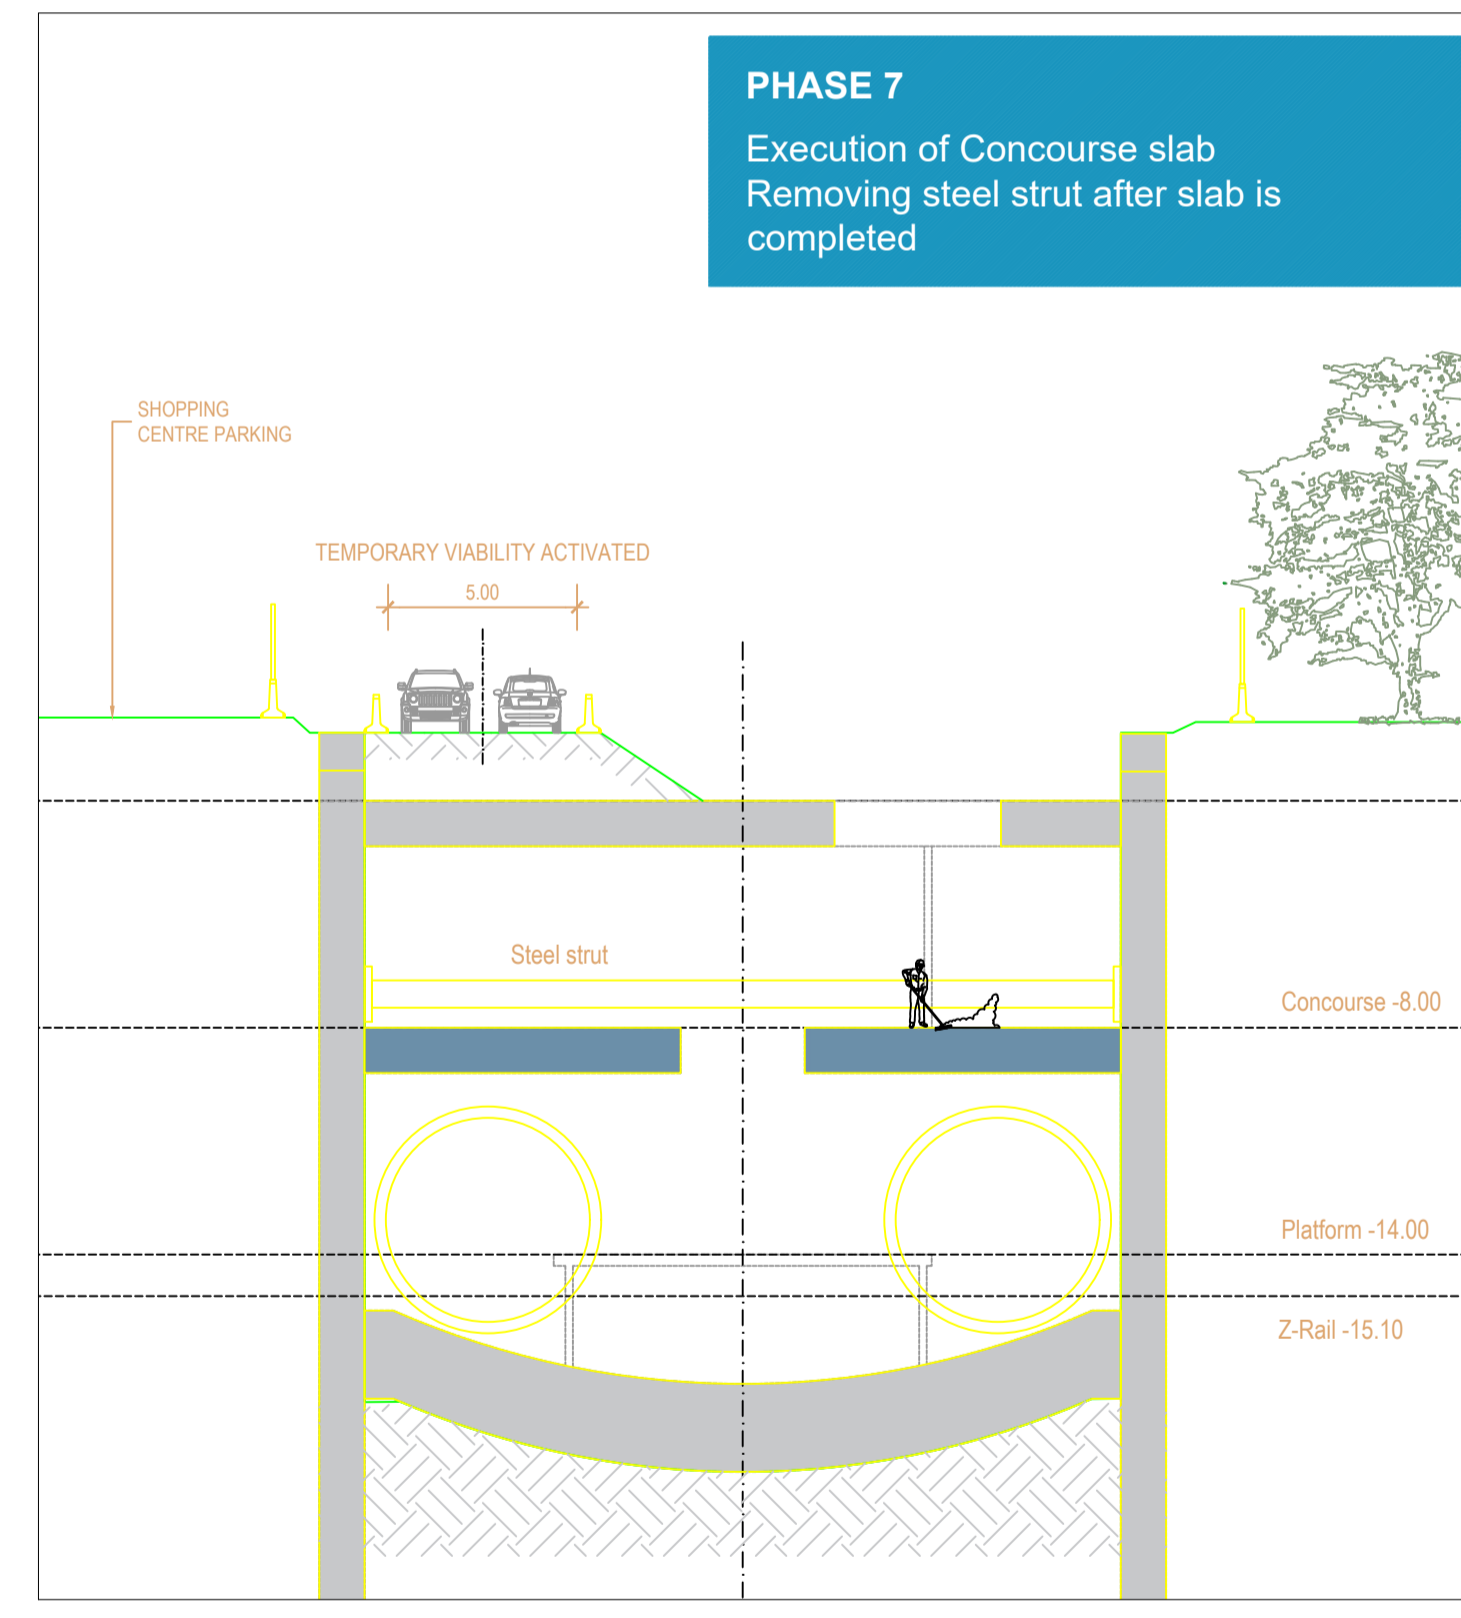 PHASE 7
Execution of Concourse slab
Removing steel strut after slab is
completed
SHOPPING
CENTRE PARKING
TEMPORARY VIABILITY ACTIVATED
5.00
Steel strut
Concourse -8.00
Platform -14.00
Z-Rail -15.10